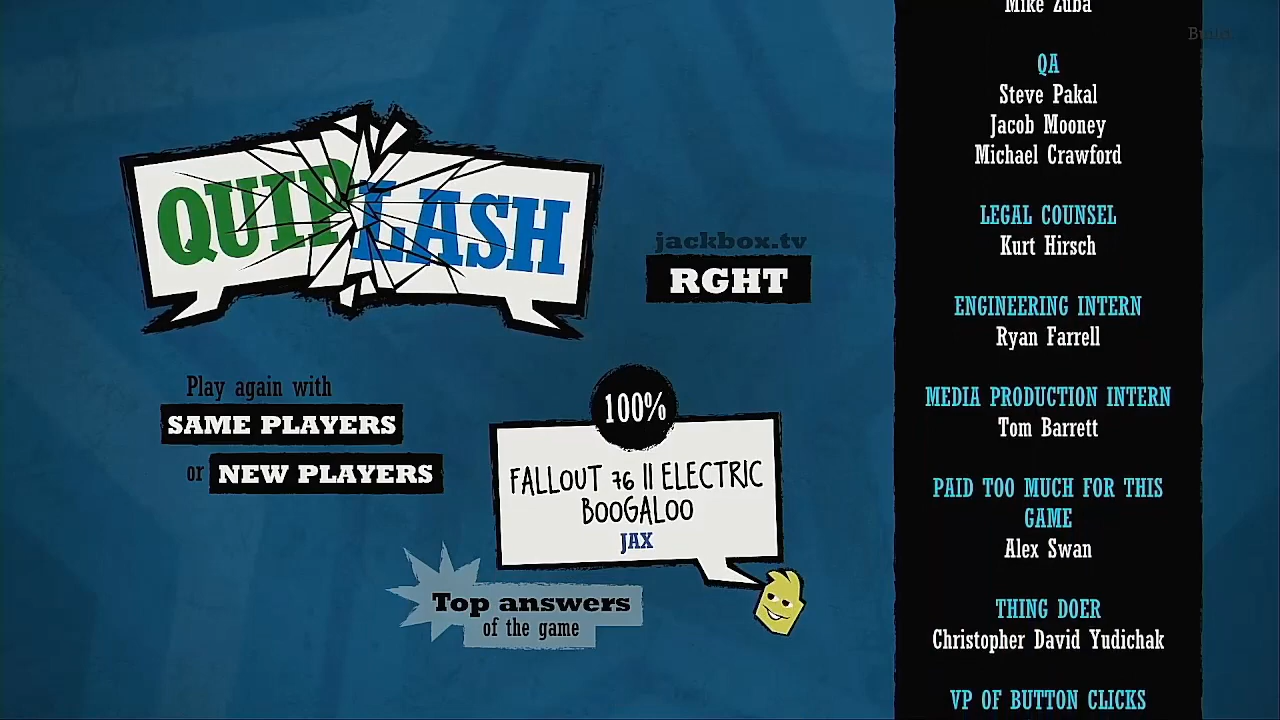 QUIPLASH
jackbox.tv
RGHT
Play again with
SAME PLAYERS
or NEW PLAYERS
100%
FALLOUT 76 II ELECTRIC
BOOGALOO
JAX
Top answers
of the game
Mike Zuba
QA
Steve Pakal
Jacob Mooney
Michael Crawford
LEGAL COUNSEL
Kurt Hirsch
ENGINEERING INTERN
Ryan Farrell
MEDIA PRODUCTION INTERN
Tom Barrett
PAID TOO MUCH FOR THIS
GAME
Alex Swan
THING DOER
Christopher David Yudichak
VP OF BUTTON CLICKS